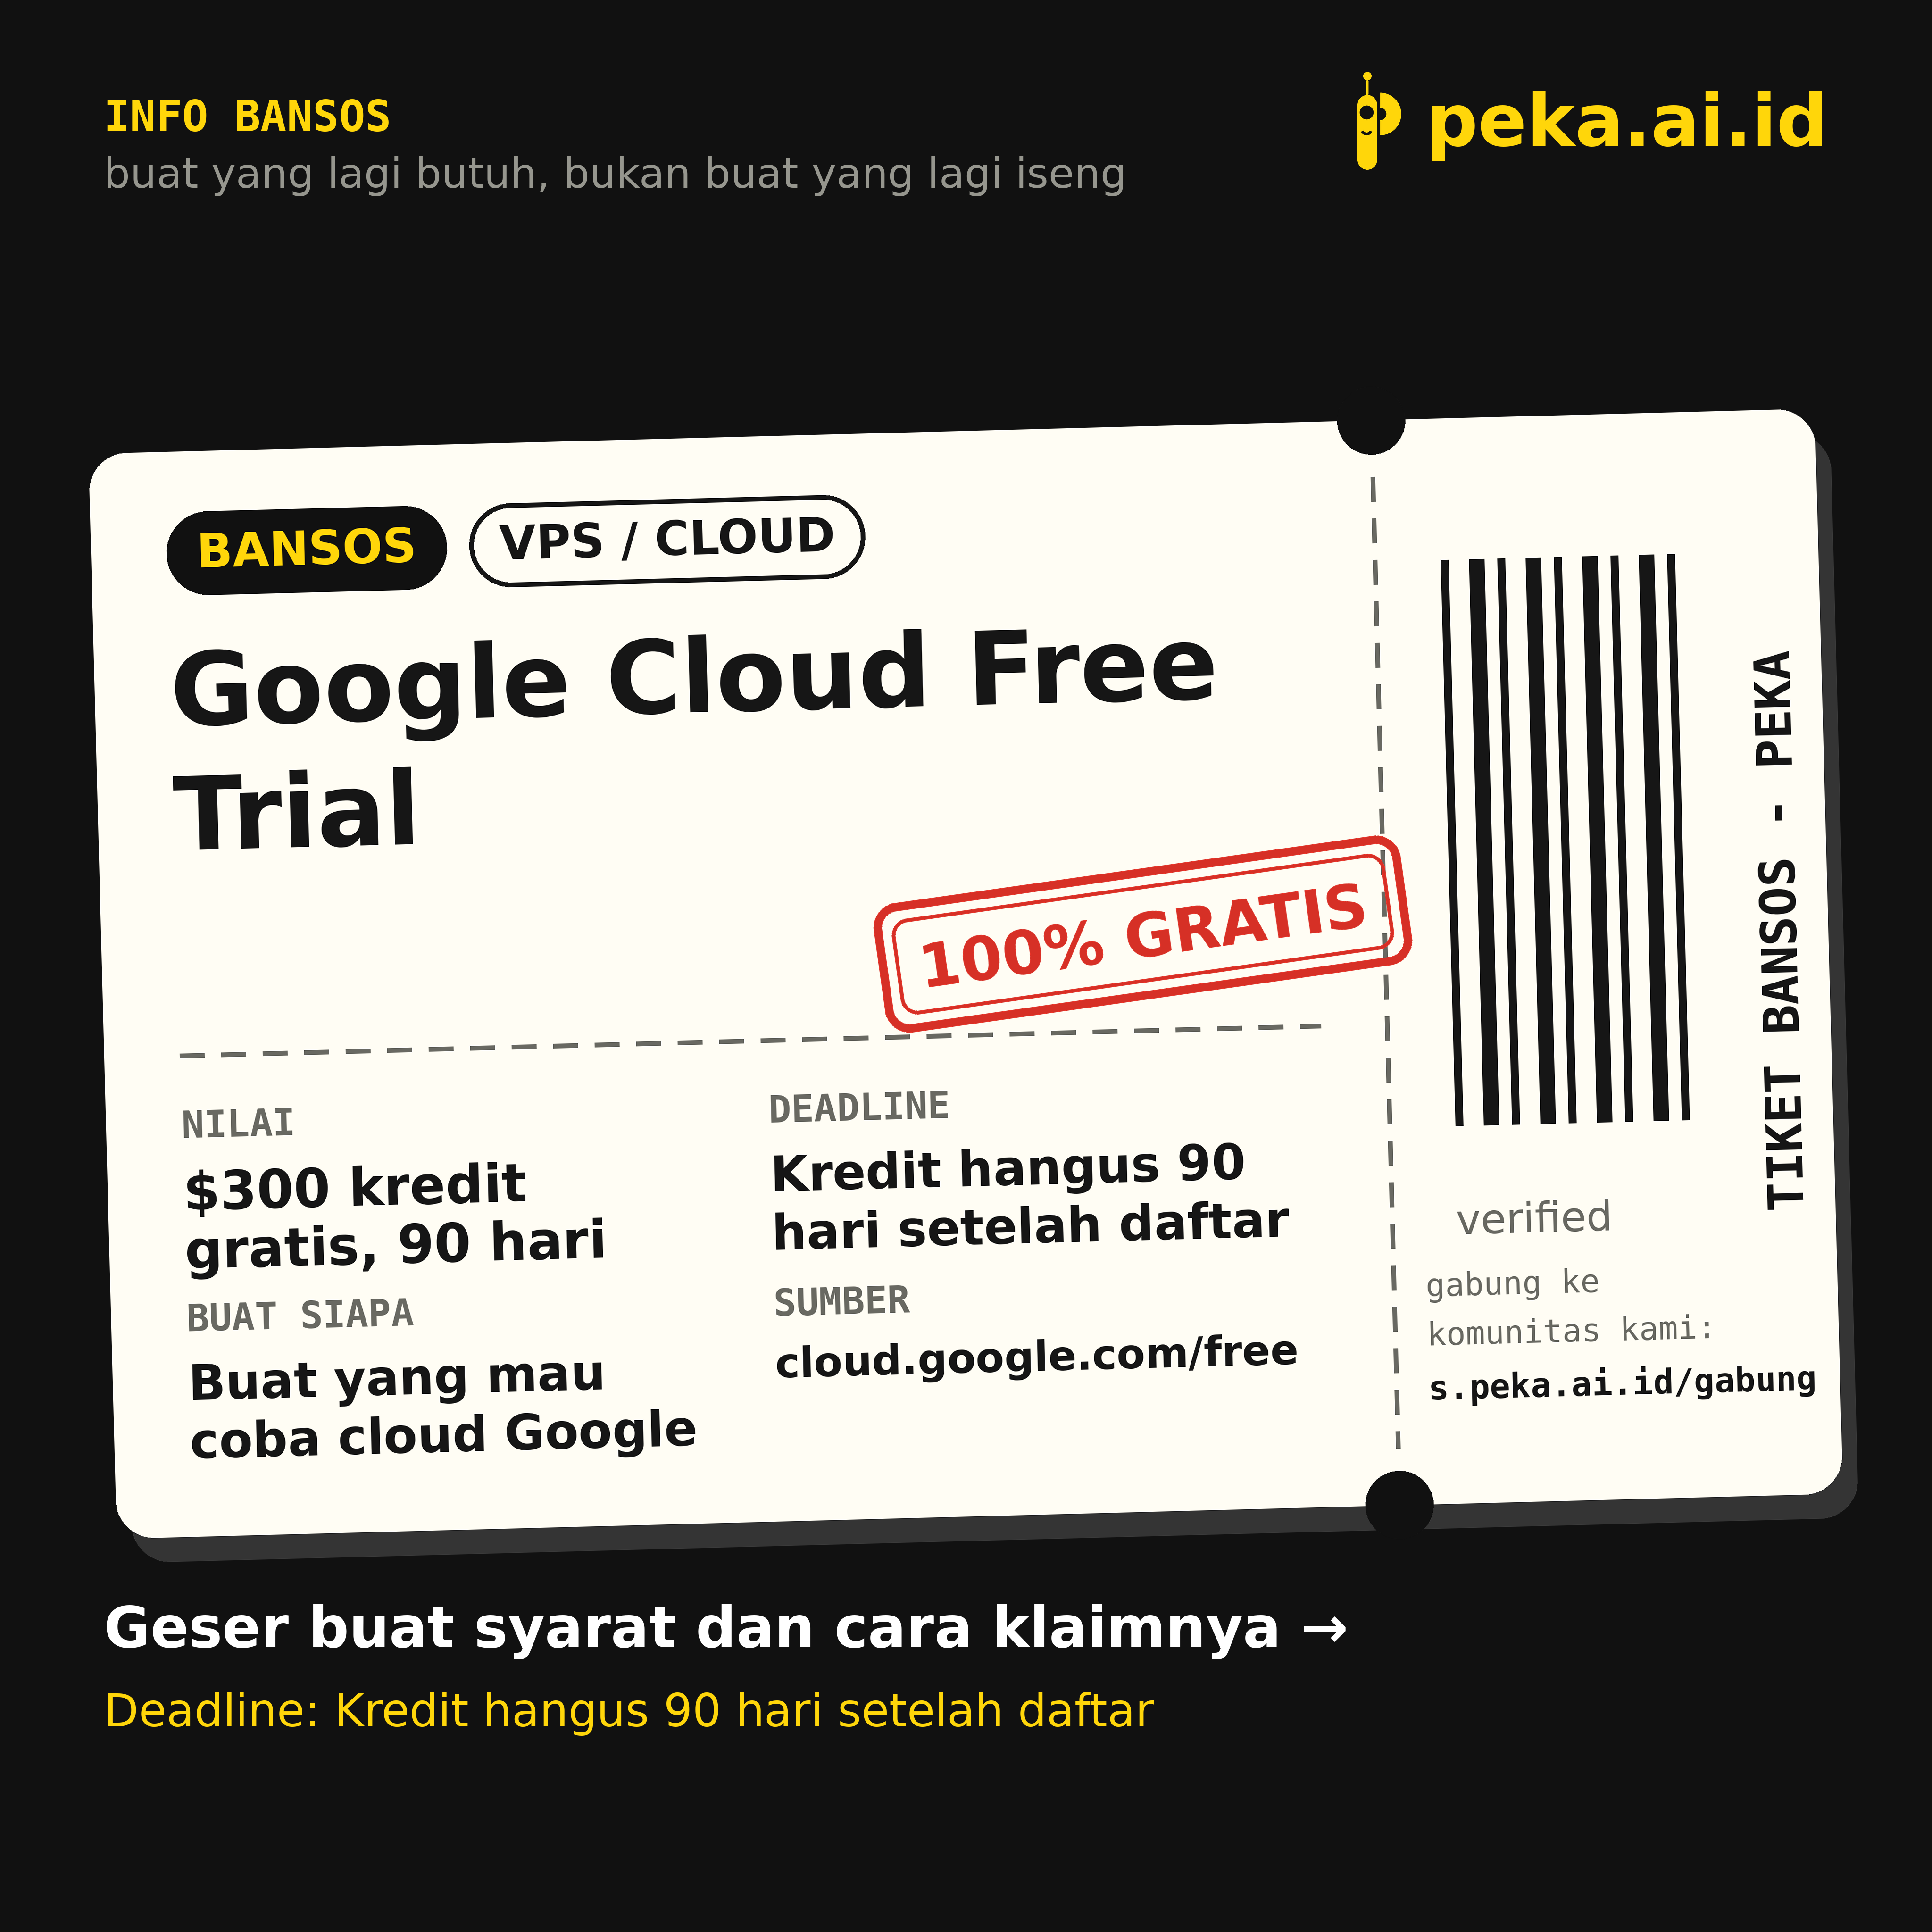 INFO BANSOS
buat yang lagi butuh, bukan buat yang lagi iseng
peka.ai.id
BANSOS
VPS / CLOUD
Google Cloud Free
Trial
100% GRATIS
NILAI
$300 kredit
gratis, 90 hari
DEADLINE
Kredit hangus 90
hari setelah daftar
BUAT SIAPA
Buat yang mau
coba cloud Google
SUMBER
cloud.google.com/free
TIKET BANSOS - PEKA
verified
gabung ke
komunitas kami:
s.peka.ai.id/gabung
Geser buat syarat dan cara klaimnya →
Deadline: Kredit hangus 90 hari setelah daftar